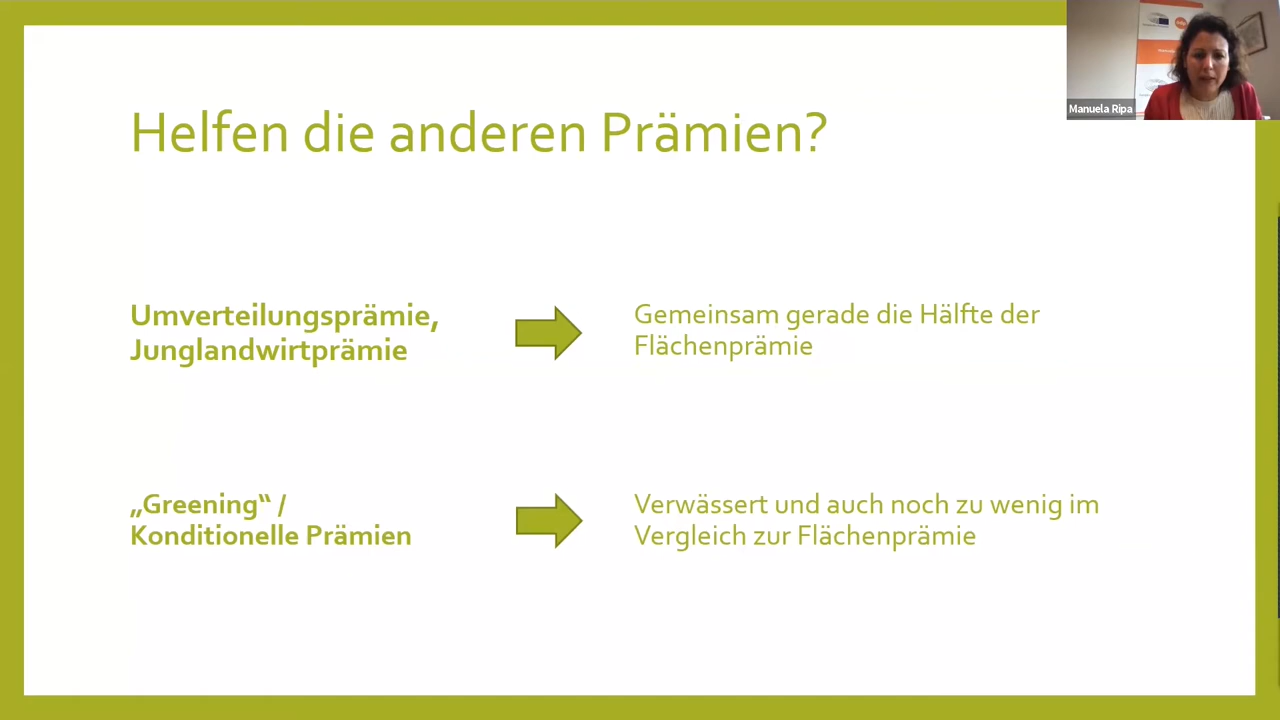 Helfen die anderen Prämien?
Manuela Ripa
Umverteilungsprämie,
Junglandwirtprämie
Gemeinsam gerade die Hälfte der
Flächenprämie
„Greening“ /
Konditionelle Prämien
Verwässert und auch noch zu wenig im
Vergleich zur Flächenprämie